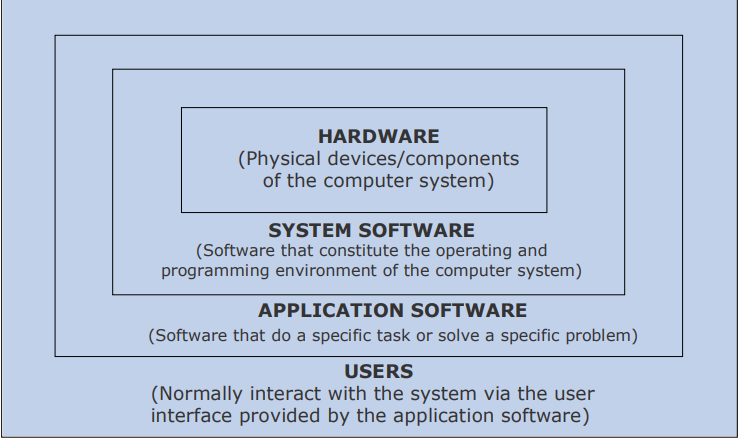 HARDWARE
(Physical devices/components
of the computer system)
SYSTEM SOFTWARE
(Software that constitute the operating and
programming environment of the computer system)
APPLICATION SOFTWARE
(Software that do a specific task or solve a specific problem)
USERS
(Normally interact with the system via the user
interface provided by the application software)